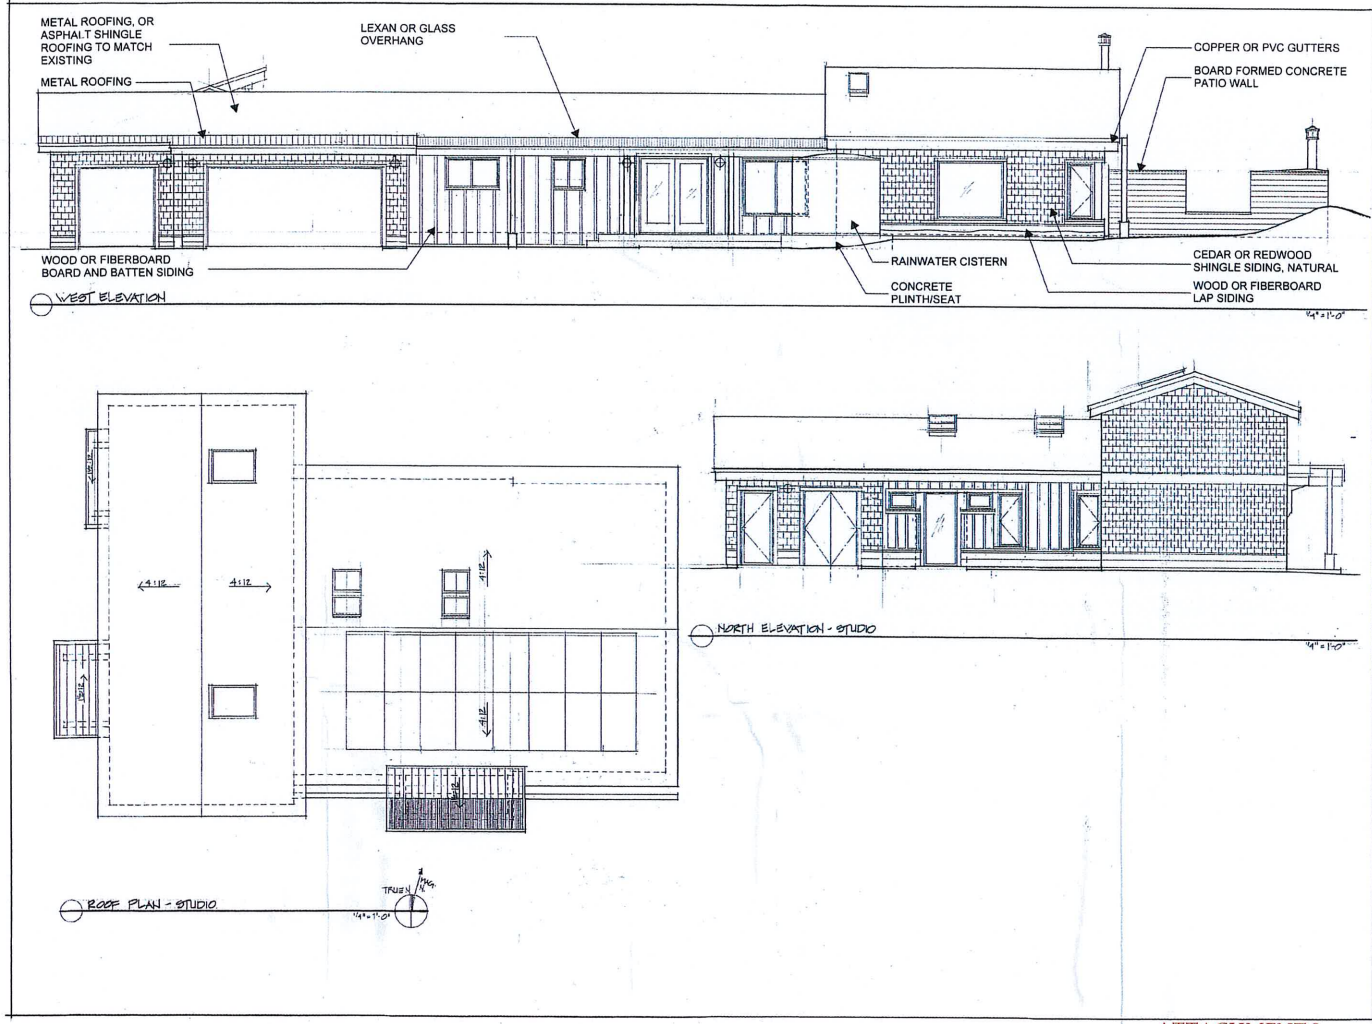 METAL ROOFING, OR
ASPHALT SHINGLE
ROOFING TO MATCH
EXISTING
METAL ROOFING
LEXAN OR GLASS
OVERHANG
COPPER OR PVC GUTTERS
BOARD FORMED CONCRETE
PATIO WALL
WOOD OR FIBERBOARD
BOARD AND BATTEN SIDING
RAINWATER CISTERN
CONCRETE
PLINTH/SEAT
CEDAR OR REDWOOD
SHINGLE SIDING, NATURAL
WOOD OR FIBERBOARD
LAP SIDING
WEST ELEVATION
1/4" = 1'-0"
4:12
4:12
4:12
4:12
NORTH ELEVATION - STUDIO
1/4" = 1'-0"
ROOF PLAN - STUDIO
1/4" = 1'-0"
TRUE N
MAG.
N.